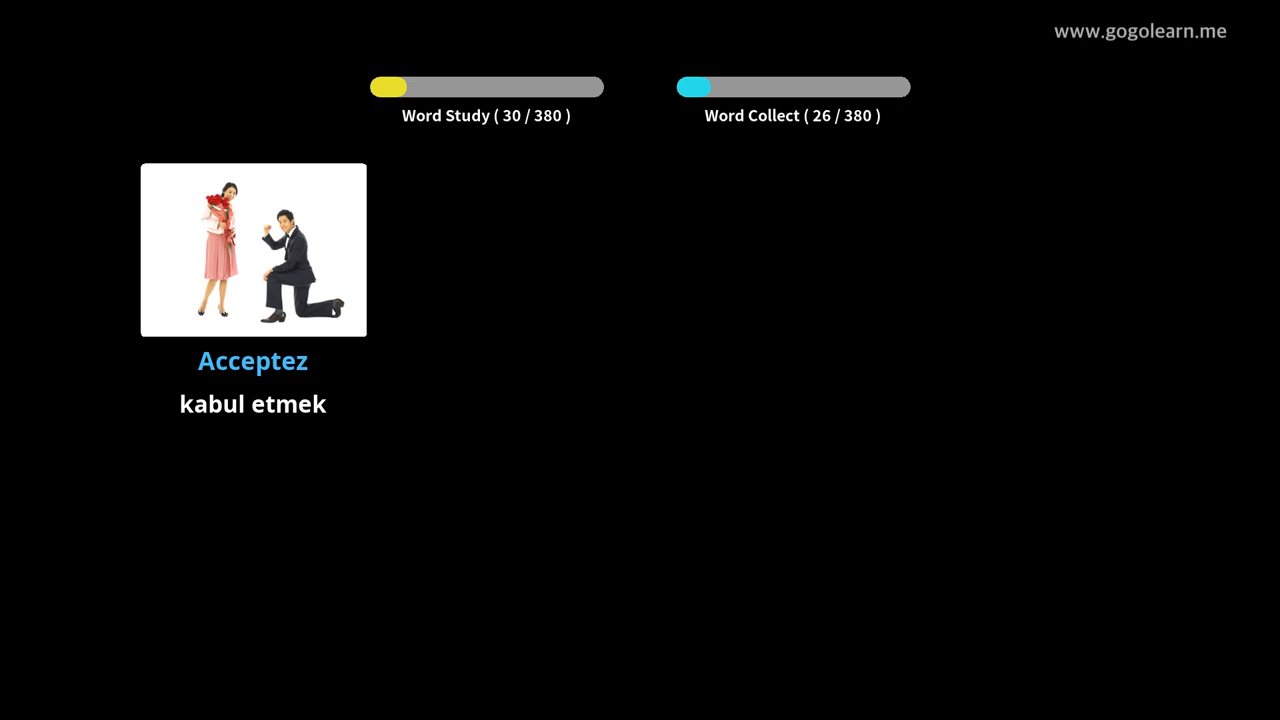 www.gogolearn.me
Word Study ( 30 / 380 )
Word Collect ( 26 / 380 )
Acceptez
kabul etmek